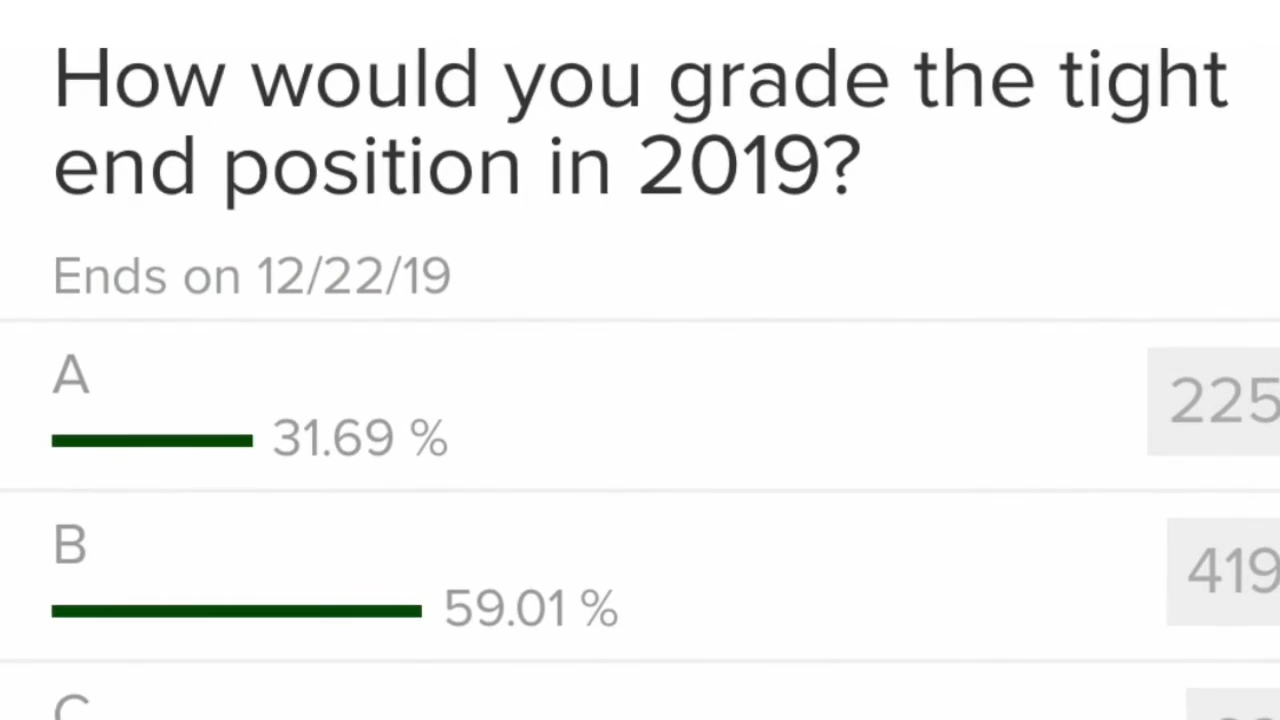 How would you grade the tight
end position in 2019?
Ends on 12/22/19
A
31.69 %
225
B
59.01 %
419
C